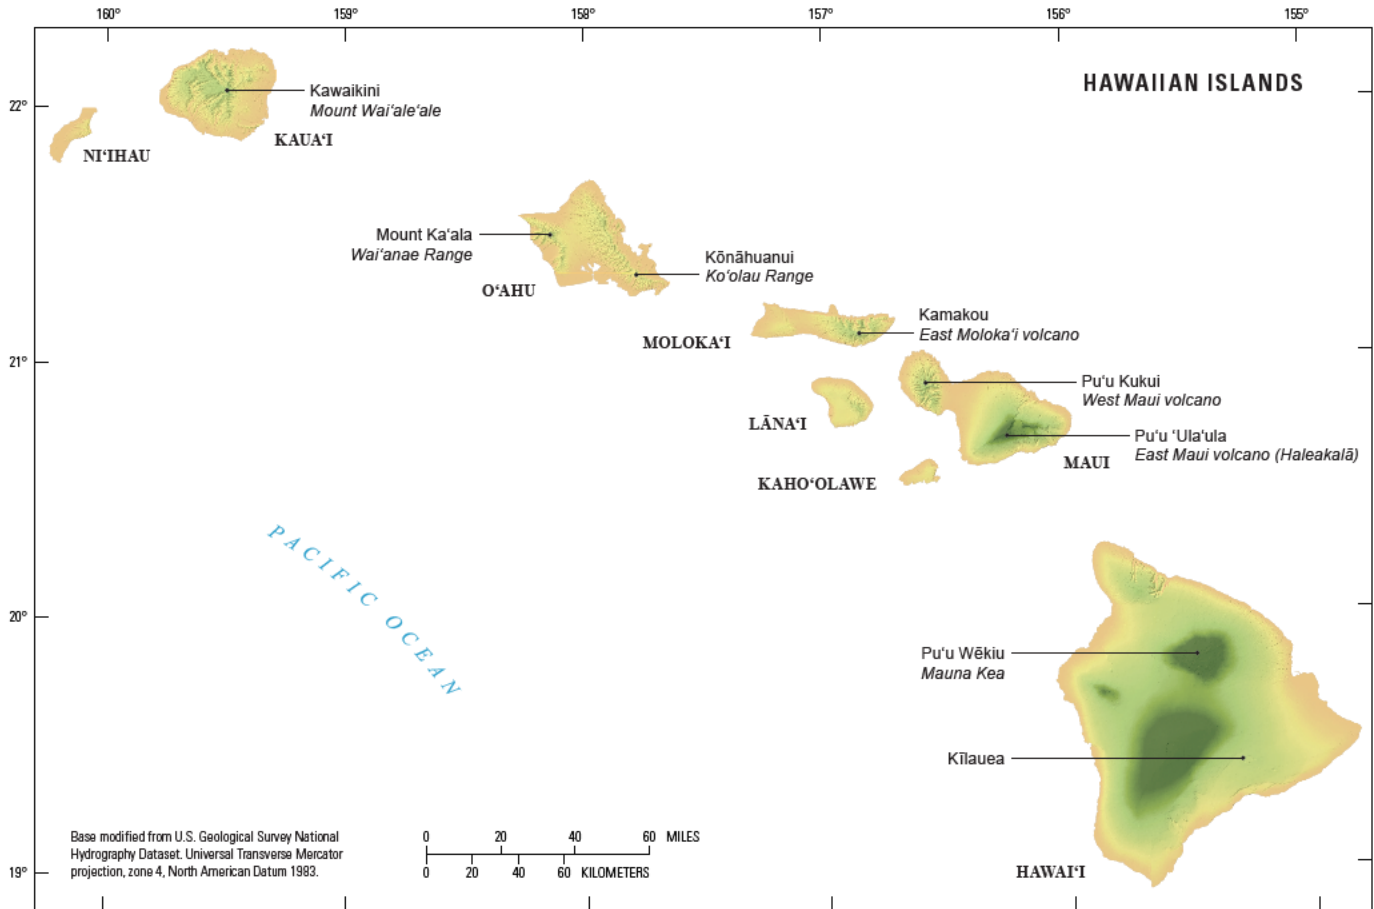 160°
159°
158°
157°
156°
155°
HAWAIIAN ISLANDS
22°
Kawaikini
Mount Wai‘ale‘ale
KAUA‘I
NI‘IHAU
Mount Ka‘ala
Wai‘anae Range
O‘AHU
Kōnāhuanui
Ko‘olau Range
MOLOKA‘I
Kamakou
East Moloka‘i volcano
21°
Pu‘u Kukui
West Maui volcano
LĀNA‘I
Pu‘u ‘Ula‘ula
East Maui volcano (Haleakalā)
MAUI
KAHO‘OLAWE
PACIFIC OCEAN
20°
Pu‘u Wēkiu
Mauna Kea
Kīlauea
HAWAI‘I
Base modified from U.S. Geological Survey National
Hydrography Dataset. Universal Transverse Mercator
projection, zone 4, North American Datum 1983.
0 20 40 60 MILES
0 20 40 60 KILOMETERS
19°